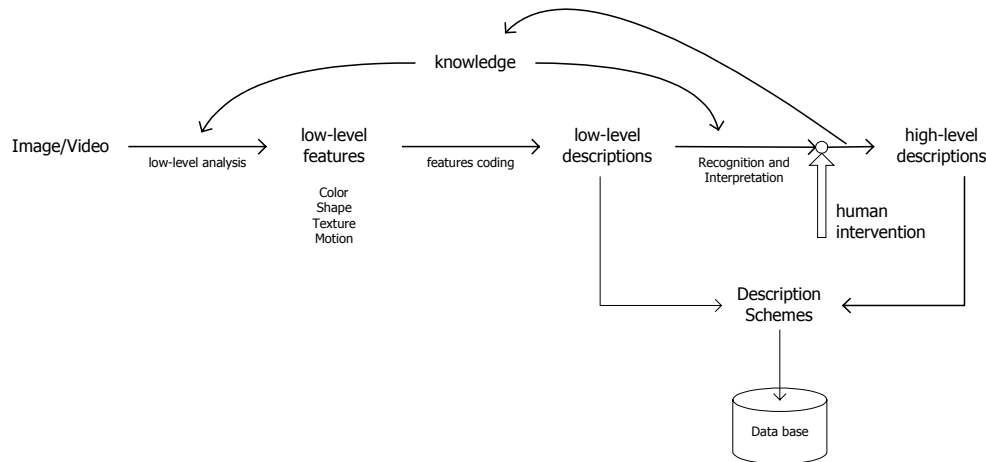 knowledge
Image/Video
low-level analysis
low-level
features
Color
Shape
Texture
Motion
features coding
low-level
descriptions
Recognition and
Interpretation
high-level
descriptions
human
intervention
Description
Schemes
Data base